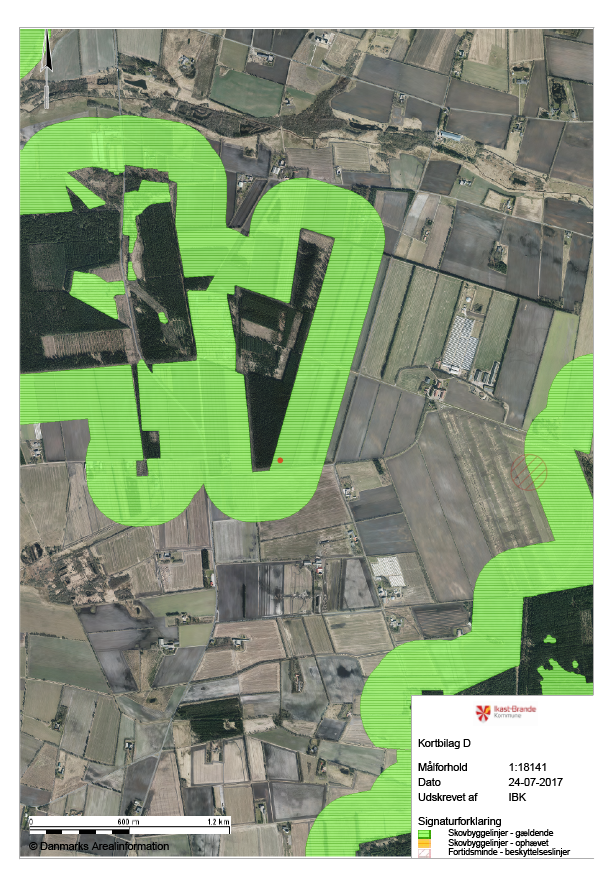 0 600 m 1.2 km
© Danmarks Arealinformation
Ikast-Brande
Kommune
Kortbilag D
Målforhold 1:18141
Dato 24-07-2017
Udskrevet af IBK
Signaturforklaring
Skovbyggelinjer - gældende
Skovbyggelinjer - ophævet
Fortidsminde - beskyttelseslinjer